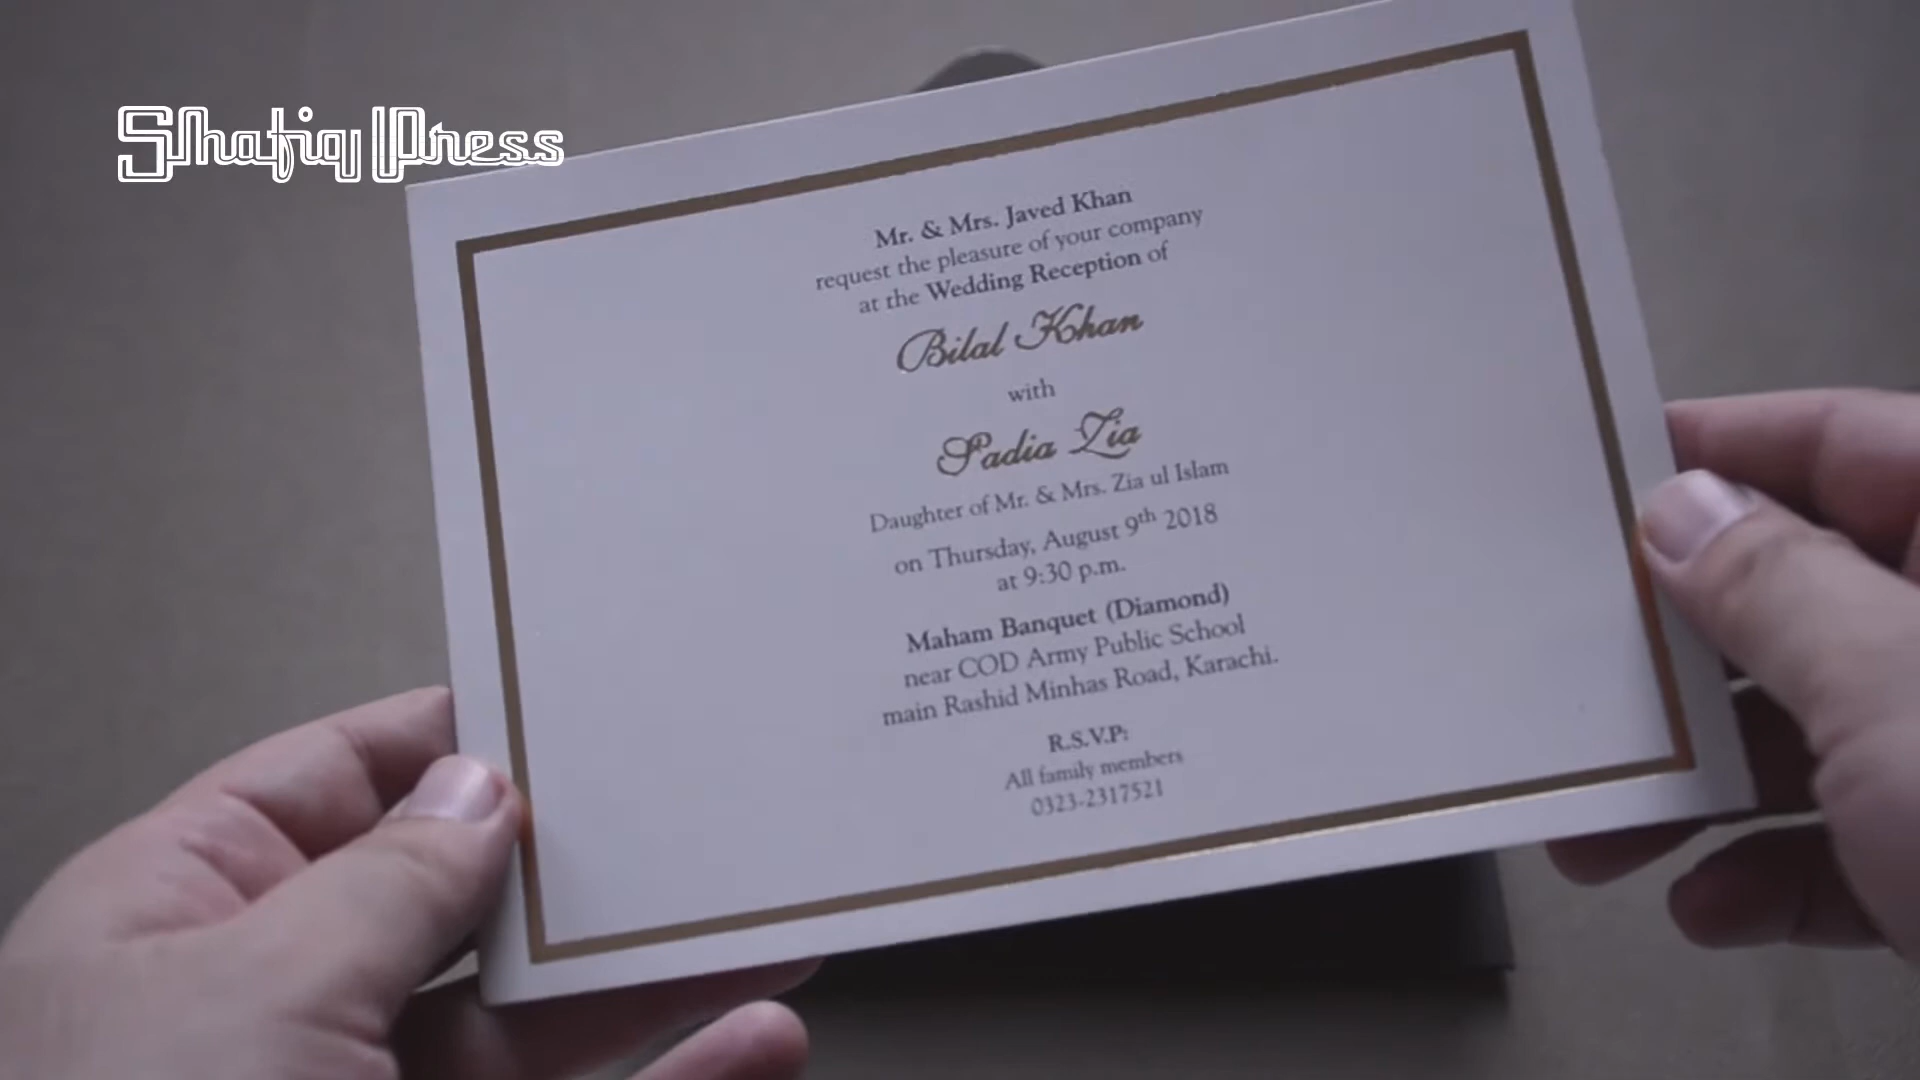 Shafiq Press
Mr. & Mrs. Javed Khan
request the pleasure of your company
at the Wedding Reception of
Bilal Khan
with
Sadia Zia
Daughter of Mr. & Mrs. Zia ul Islam
on Thursday, August 9th 2018
at 9:30 p.m.
Maham Banquet (Diamond)
near COD Army Public School
main Rashid Minhas Road, Karachi.
R.S.V.P:
All family members
0323-2317521